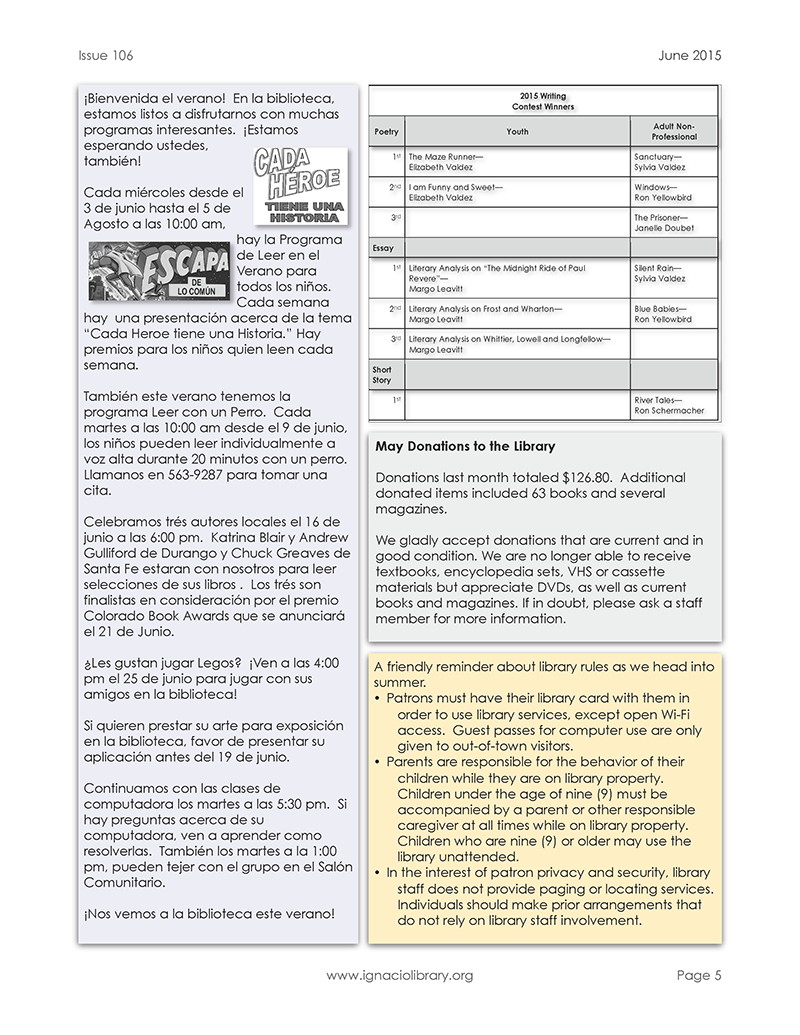 Issue 106
June 2015
¡Bienvenida el verano!  En la biblioteca,
estamos listos a disfrutarnos con muchas
programas interesantes.  ¡Estamos
esperando ustedes,
también!
CADA
HÉROE
TIENE UNA
HISTORIA
Cada miércoles desde el
3 de junio hasta el 5 de
Agosto a las 10:00 am,
ESCAPA
DE
LO COMÚN
hay la Programa
de Leer en el
Verano para
todos los niños.
Cada semana
hay  una presentación acerca de la tema
“Cada Heroe tiene una Historia.” Hay
premios para los niños quien leen cada
semana.
También este verano tenemos la
programa Leer con un Perro.  Cada
martes a las 10:00 am desde el 9 de junio,
los niños pueden leer individualmente a
voz alta durante 20 minutos con un perro.
Llamanos en 563-9287 para tomar una
cita.
Celebramos trés autores locales el 16 de
junio a las 6:00 pm.  Katrina Blair y Andrew
Gulliford de Durango y Chuck Greaves de
Santa Fe estaran con nosotros para leer
selecciones de sus libros .  Los trés son
finalistas en consideración por el premio
Colorado Book Awards que se anunciará
el 21 de Junio.
¿Les gustan jugar Legos?  ¡Ven a las 4:00
pm el 25 de junio para jugar con sus
amigos en la biblioteca!
Si quieren prestar su arte para exposición
en la biblioteca, favor de presentar su
aplicación antes del 19 de junio.
Continuamos con las clases de
computadora los martes a las 5:30 pm.  Si
hay preguntas acerca de su
computadora, ven a aprender como
resolverlas.  También los martes a la 1:00
pm, pueden tejer con el grupo en el Salón
Comunitario.
¡Nos vemos a la biblioteca este verano!
2015 Writing
Contest Winners
Poetry Youth Adult Non-
Professional
1st The Maze Runner— Sanctuary—
Elizabeth Valdez Sylvia Valdez
2nd I am Funny and Sweet— Windows—
Elizabeth Valdez Ron Yellowbird
3rd The Prisoner—
Janelle Doubet
Essay
1st Literary Analysis on “The Midnight Ride of Paul Silent Rain—
Revere”— Sylvia Valdez
Margo Leavitt
2nd Literary Analysis on Frost and Wharton— Blue Babies—
Margo Leavitt Ron Yellowbird
3rd Literary Analysis on Whittier, Lowell and Longfellow—
Margo Leavitt
Short
Story
1st River Tales—
Ron Schermacher
May Donations to the Library
Donations last month totaled $126.80.  Additional
donated items included 63 books and several
magazines.
We gladly accept donations that are current and in
good condition. We are no longer able to receive
textbooks, encyclopedia sets, VHS or cassette
materials but appreciate DVDs, as well as current
books and magazines. If in doubt, please ask a staff
member for more information.
A friendly reminder about library rules as we head into
summer.
• Patrons must have their library card with them in
order to use library services, except open Wi-Fi
access.  Guest passes for computer use are only
given to out-of-town visitors.
• Parents are responsible for the behavior of their
children while they are on library property.
Children under the age of nine (9) must be
accompanied by a parent or other responsible
caregiver at all times while on library property.
Children who are nine (9) or older may use the
library unattended.
• In the interest of patron privacy and security, library
staff does not provide paging or locating services.
Individuals should make prior arrangements that
do not rely on library staff involvement.
www.ignaciolibrary.org
Page 5